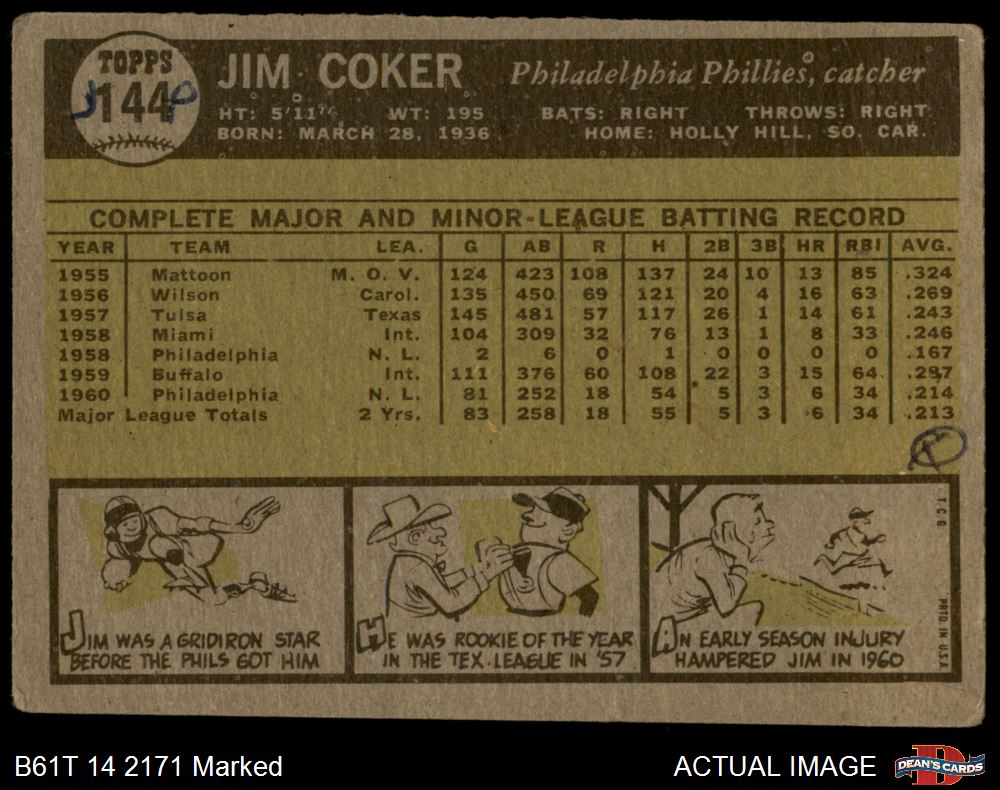 TOPPS
144
JIM COKER Philadelphia Phillies, catcher
HT: 5'11" WT: 195 BATS: RIGHT THROWS: RIGHT
BORN: MARCH 28, 1936 HOME: HOLLY HILL, SO. CAR.
COMPLETE MAJOR AND MINOR-LEAGUE BATTING RECORD
YEAR TEAM LEA. G AB R H 2B 3B HR RBI AVG.
1955 Mattoon M. O. V. 124 423 108 137 24 10 13 85 .324
1956 Wilson Carol. 135 450 69 121 20 4 16 63 .269
1957 Tulsa Texas 145 481 57 117 26 1 14 61 .243
1958 Miami Int. 104 309 32 76 13 1 8 33 .246
1958 Philadelphia N. L. 2 6 0 1 0 0 0 0 .167
1959 Buffalo Int. 111 376 60 108 22 3 15 64 .287
1960 Philadelphia N. L. 81 252 18 54 5 3 6 34 .214
Major League Totals 2 Yrs. 83 258 18 55 5 3 6 34 .213
JIM WAS A GRIDIRON STAR
BEFORE THE PHILS GOT HIM
HE WAS ROOKIE OF THE YEAR
IN THE TEX. LEAGUE IN '57
AN EARLY SEASON INJURY
HAMPERED JIM IN 1960
T.C.G.
PRTD. IN U.S.A.
B61T 14 2171 Marked
ACTUAL IMAGE
DEAN'S CARDS